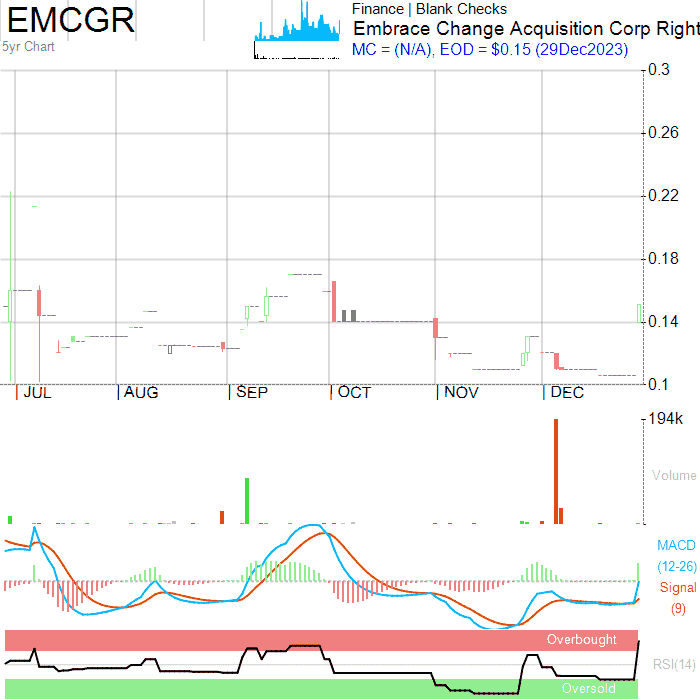 EMCGR
Finance | Blank Checks
Embrace Change Acquisition Corp Right
5yr Chart
MC = (N/A), EOD = $0.15 (29Dec2023)
0.3
0.26
0.22
0.18
0.14
0.1
JUL AUG SEP OCT NOV DEC
194k
Volume
MACD
(12-26)
Signal
(9)
Overbought
RSI(14)
Oversold